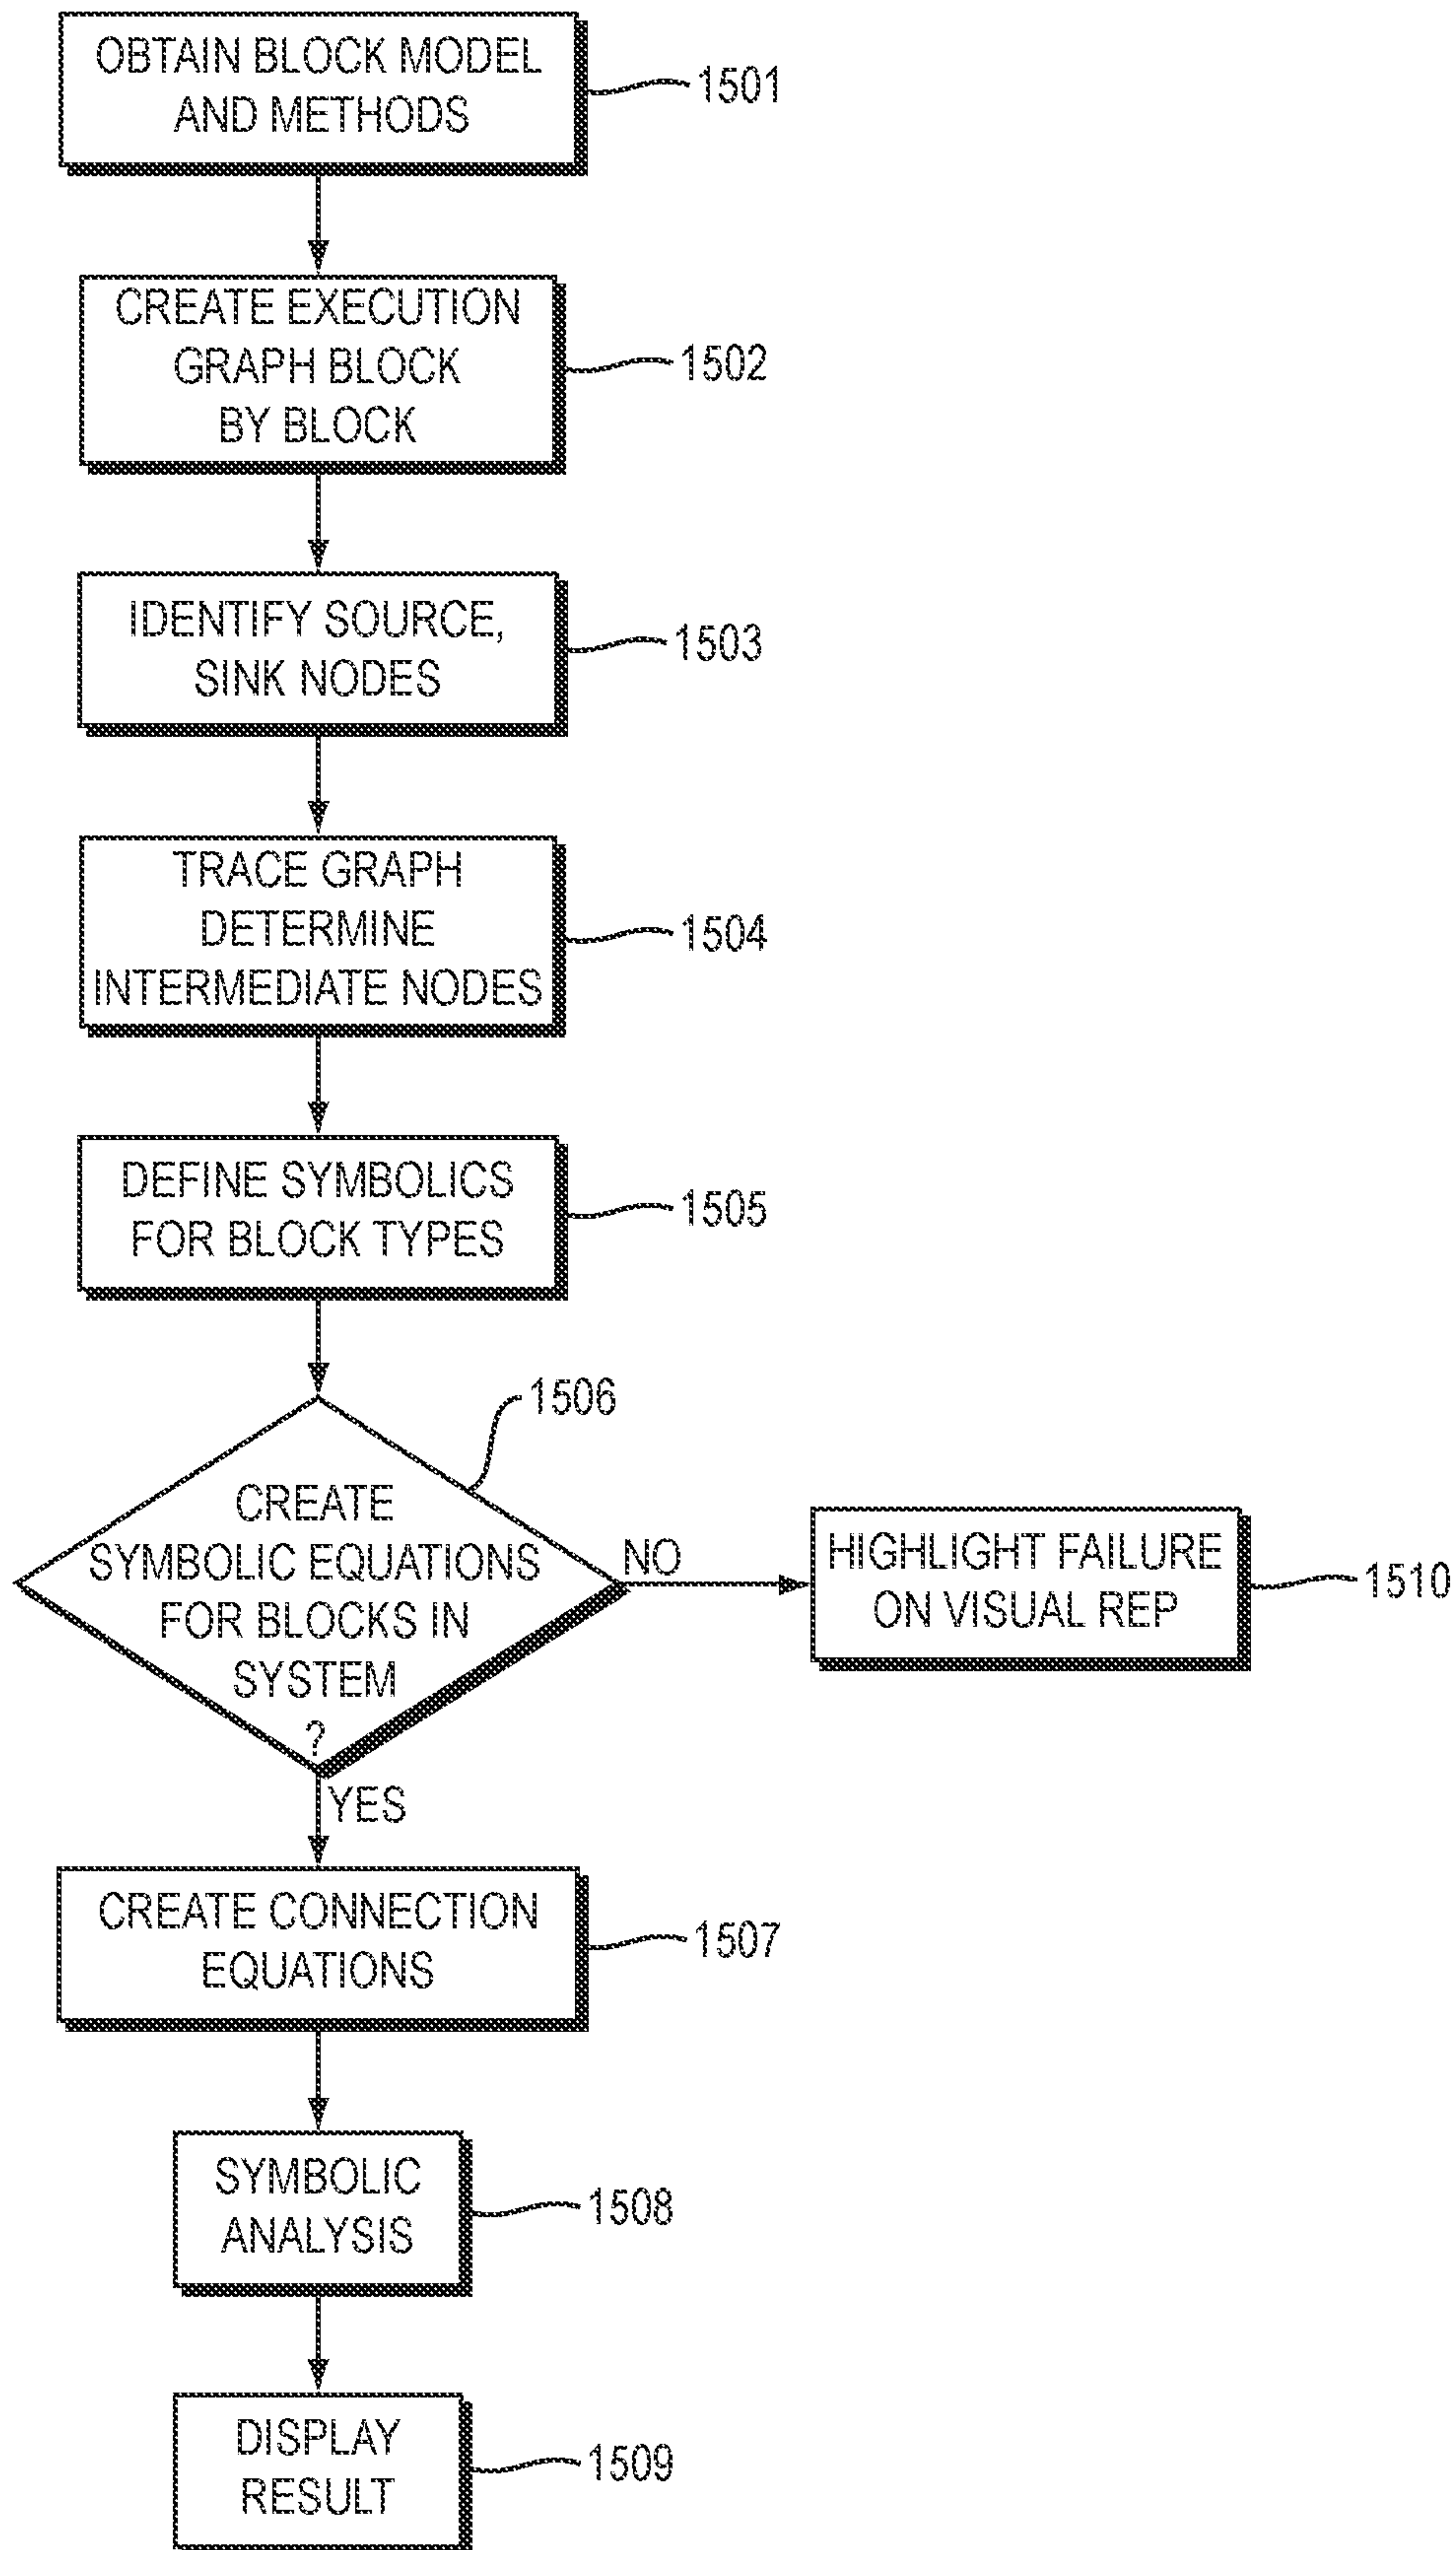 OBTAIN BLOCK MODEL
AND METHODS
1501
CREATE EXECUTION
GRAPH BLOCK
BY BLOCK
1502
IDENTIFY SOURCE,
SINK NODES
1503
TRACE GRAPH
DETERMINE
INTERMEDIATE NODES
1504
DEFINE SYMBOLICS
FOR BLOCK TYPES
1505
1506
CREATE
SYMBOLIC EQUATIONS
FOR BLOCKS IN
SYSTEM
?
NO
HIGHLIGHT FAILURE
ON VISUAL REP
1510
YES
CREATE CONNECTION
EQUATIONS
1507
SYMBOLIC
ANALYSIS
1508
DISPLAY
RESULT
1509